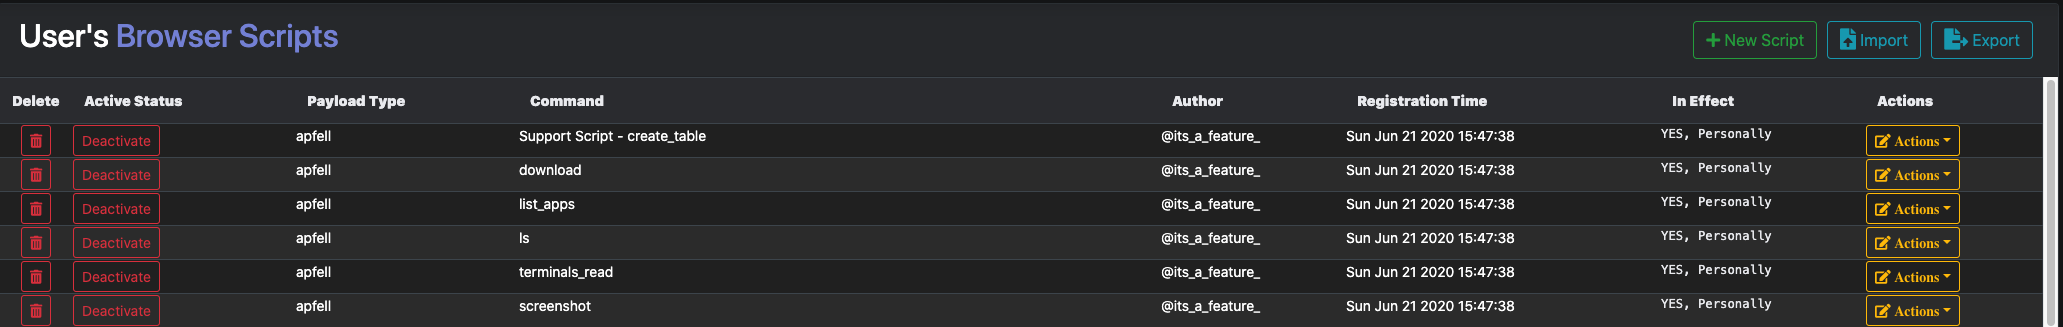 User's Browser Scripts
New Script Import Export
Delete Active Status Payload Type Command Author Registration Time In Effect Actions
Deactivate apfell Support Script - create_table @its_a_feature_ Sun Jun 21 2020 15:47:38 YES, Personally Actions
Deactivate apfell download @its_a_feature_ Sun Jun 21 2020 15:47:38 YES, Personally Actions
Deactivate apfell list_apps @its_a_feature_ Sun Jun 21 2020 15:47:38 YES, Personally Actions
Deactivate apfell ls @its_a_feature_ Sun Jun 21 2020 15:47:38 YES, Personally Actions
Deactivate apfell terminals_read @its_a_feature_ Sun Jun 21 2020 15:47:38 YES, Personally Actions
Deactivate apfell screenshot @its_a_feature_ Sun Jun 21 2020 15:47:38 YES, Personally Actions